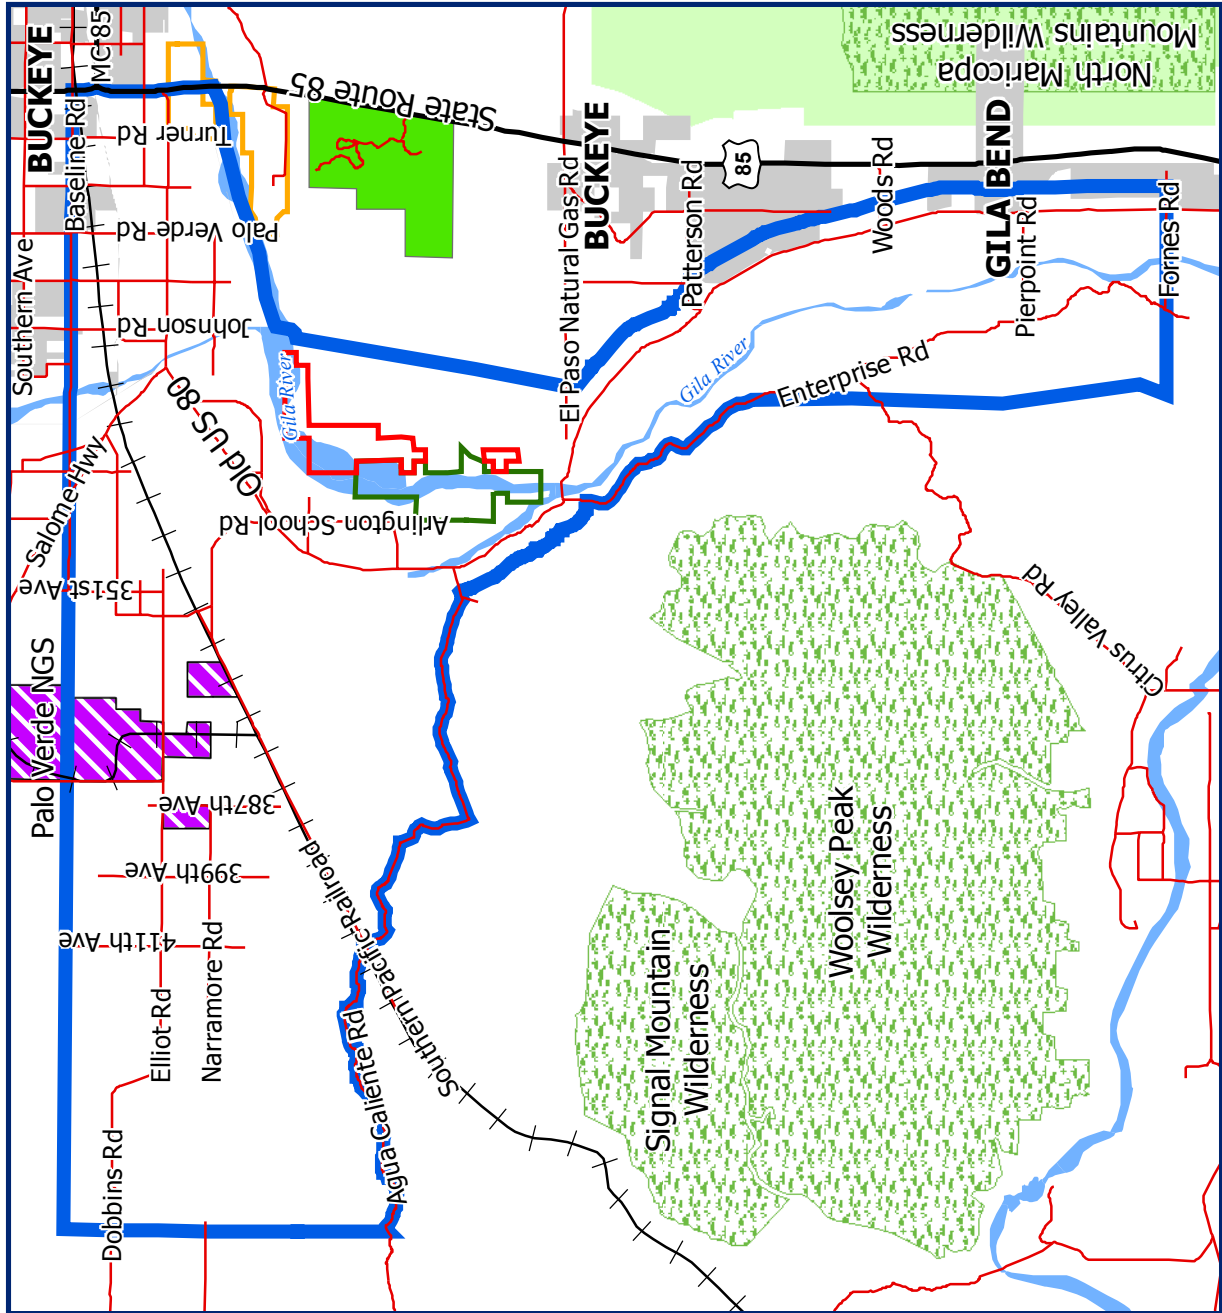 BUCKEYE
MC 85
Baseline Rd
Turner Rd
State Route 85
North Maricopa
Mountains Wilderness
Southern Ave
Palo Verde Rd
El Paso Natural Gas Rd
BUCKEYE
Patterson Rd
85
Woods Rd
GILA BEND
Pierpoint Rd
Fornes Rd
Johnson Rd
Gila River
Gila River
Enterprise Rd
Old US 80
Salome Hwy
Arlington School Rd
351st Ave
Citrus Valley Rd
Palo Verde NGS
387th Ave
399th Ave
411th Ave
Elliot Rd
Narramore Rd
Dobbins Rd
Southern Pacific Railroad
Agua Caliente Rd
Signal Mountain
Wilderness
Woolsey Peak
Wilderness